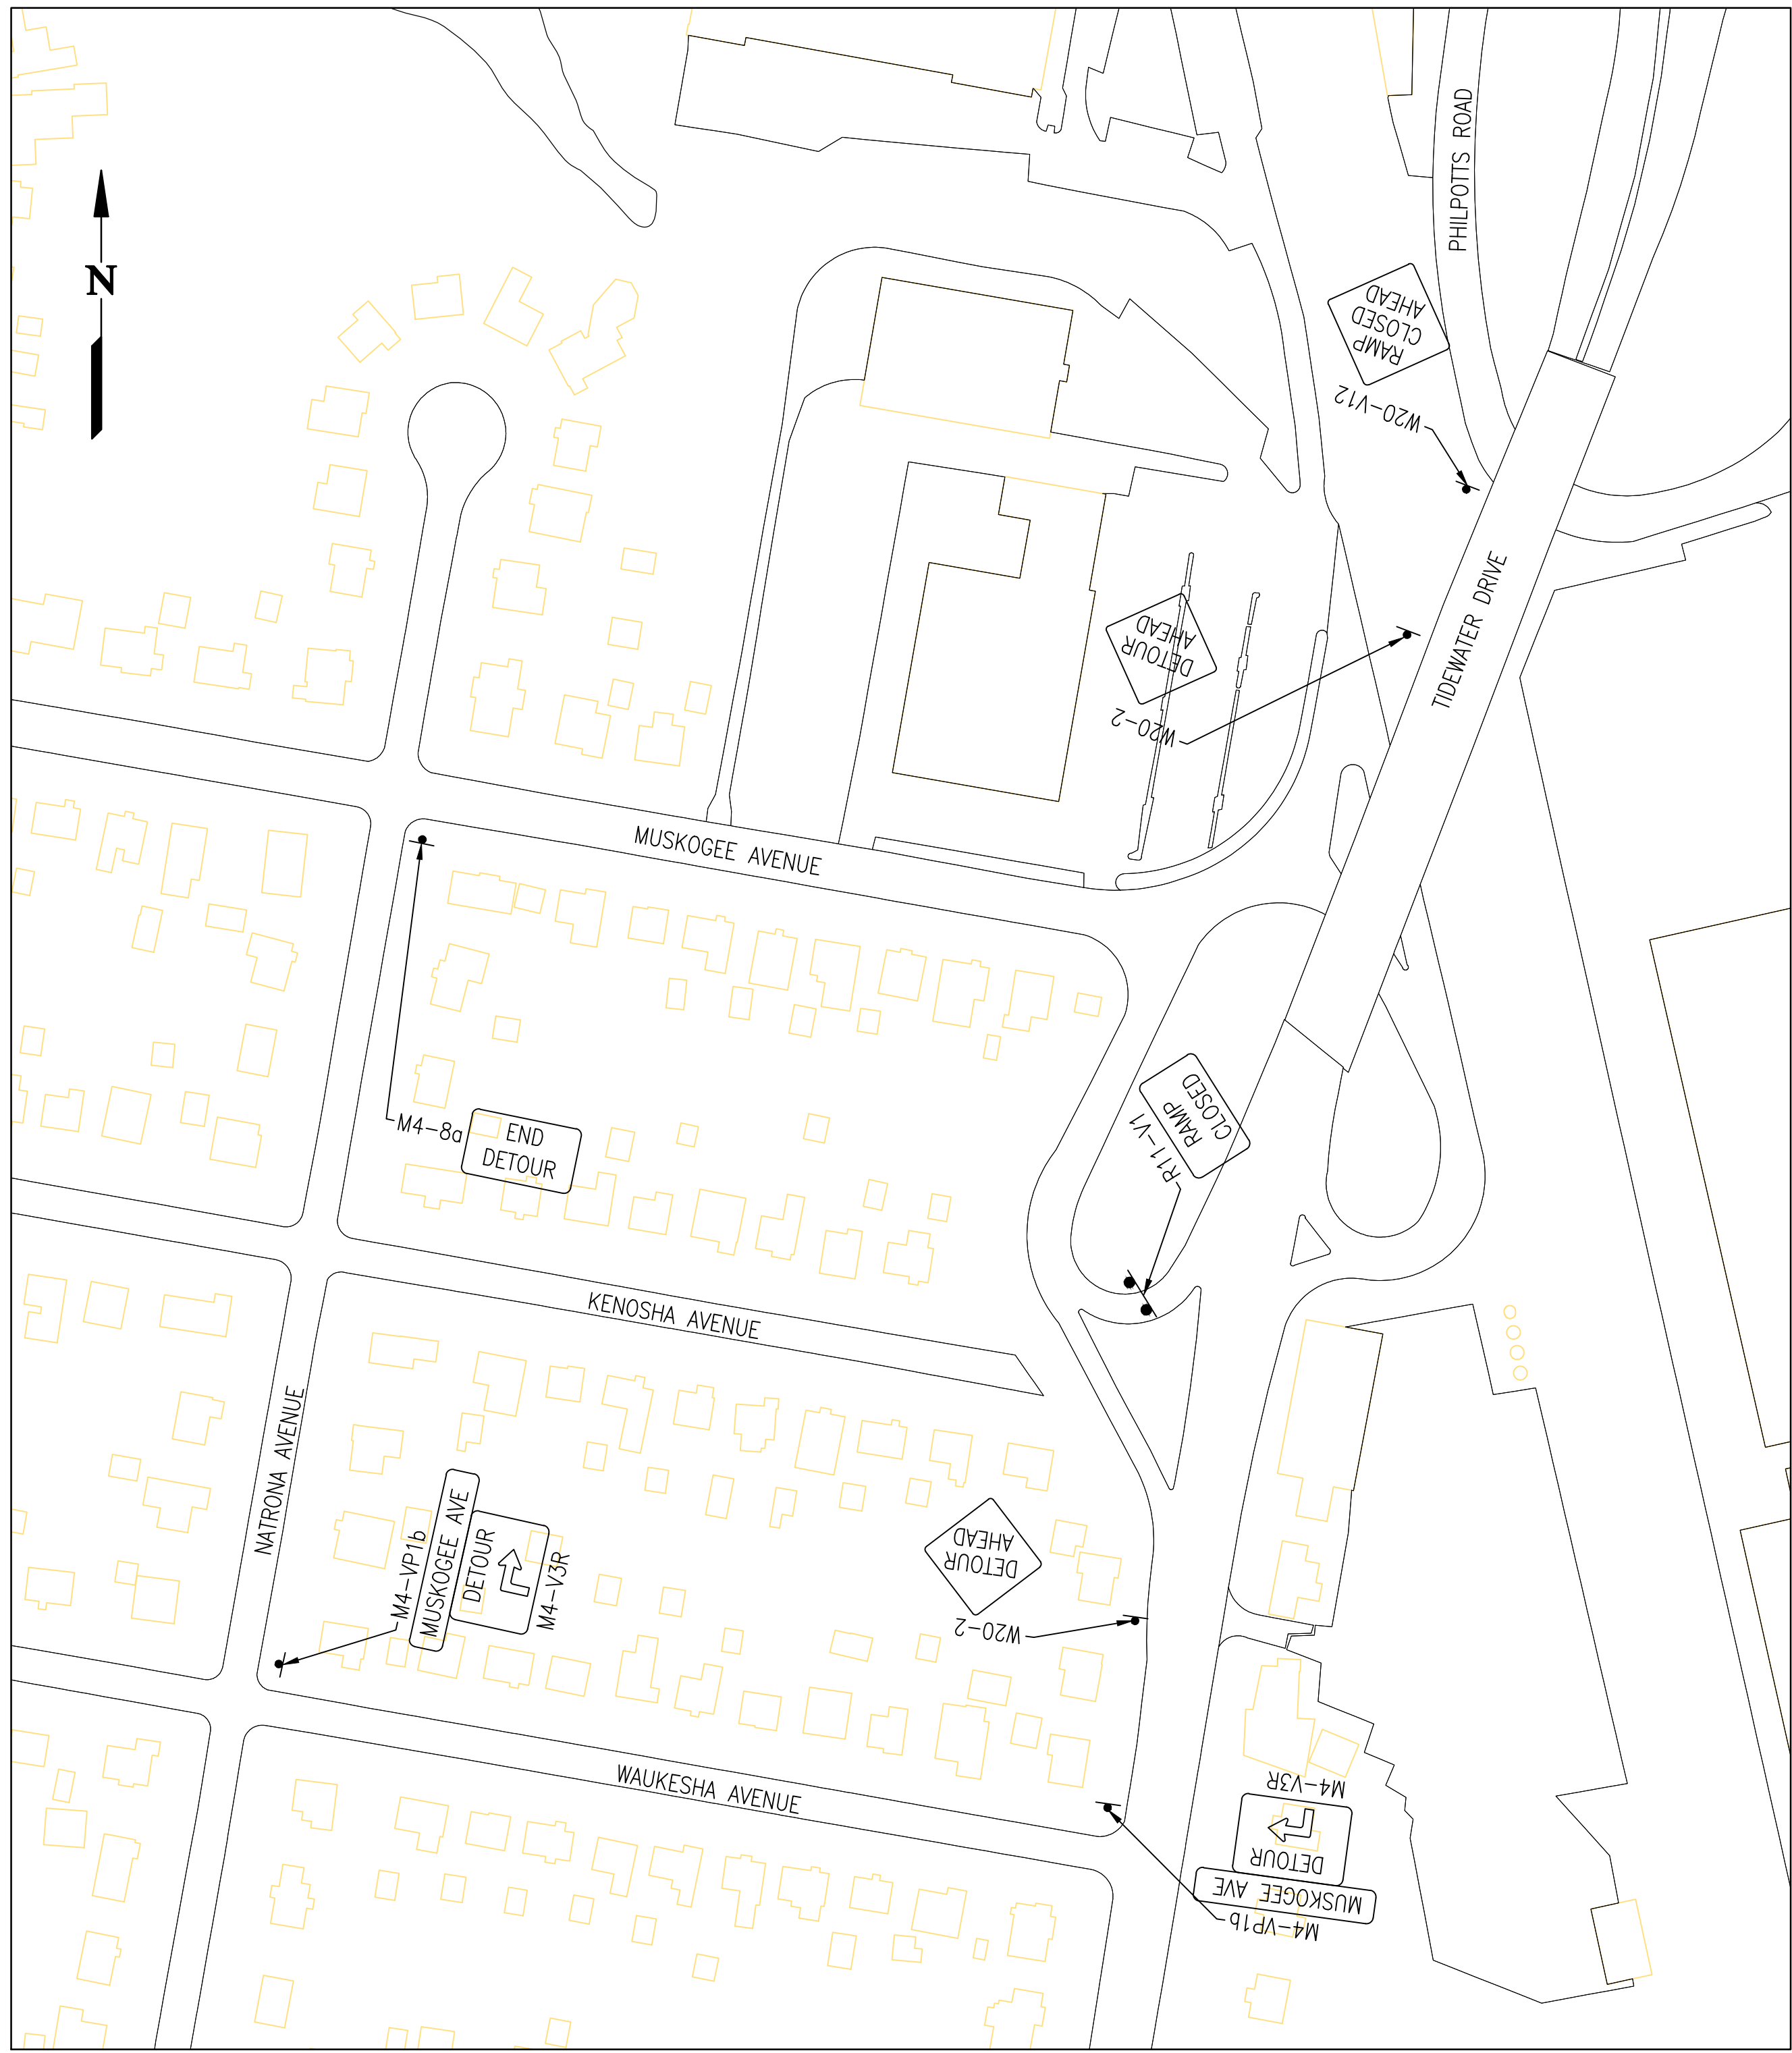 N
PHILPOTTS ROAD
RAMP
CLOSED
AHEAD
W20-V12
TIDEWATER DRIVE
DETOUR
AHEAD
W20-2
MUSKOGEE AVENUE
RAMP
CLOSED
R11-V1
M4-8a
END
DETOUR
KENOSHA AVENUE
NATRONA AVENUE
M4-VP1b
MUSKOGEE AVE
DETOUR
M4-V3R
DETOUR
AHEAD
W20-2
WAUKESHA AVENUE
M4-VP1b
MUSKOGEE AVE
DETOUR
M4-V3R